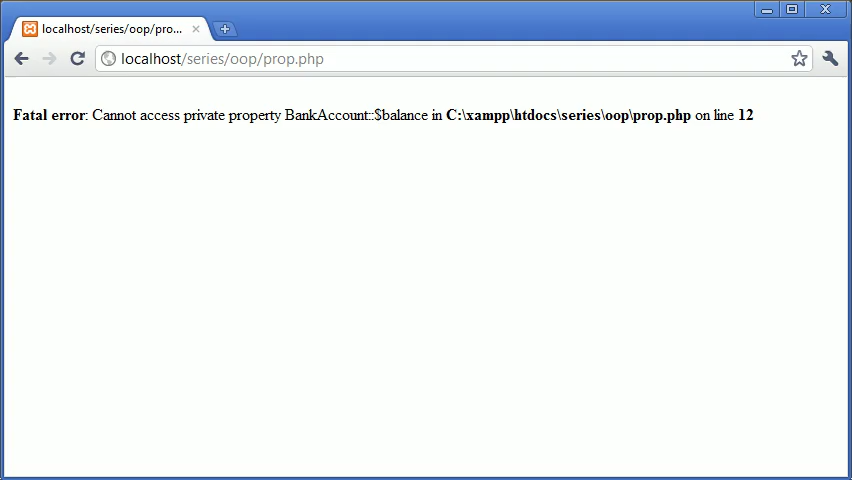 localhost/series/oop/pro...
localhost/series/oop/prop.php
Fatal error: Cannot access private property BankAccount::$balance in C:\xampp\htdocs\series\oop\prop.php on line 12